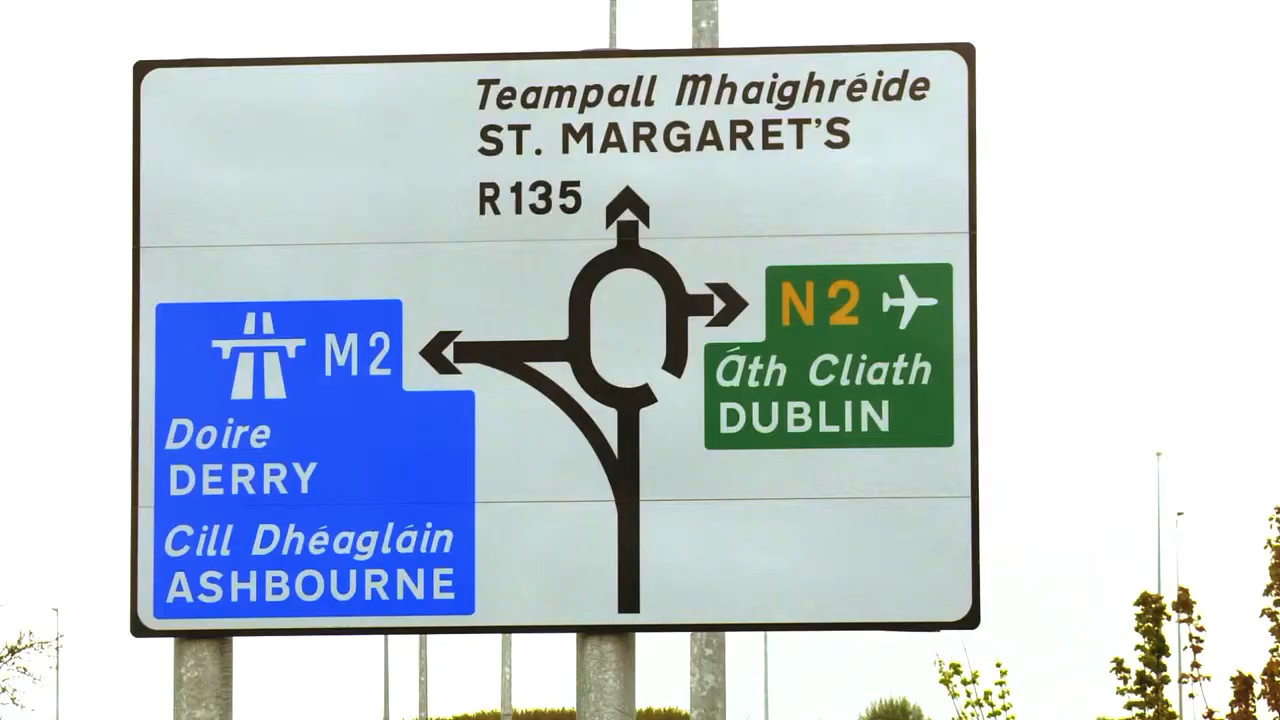 Teampall Mhaighréide
ST. MARGARET'S
R135
N2
Áth Cliath
DUBLIN
M2
Doire
DERRY
Cill Dhéagláin
ASHBOURNE